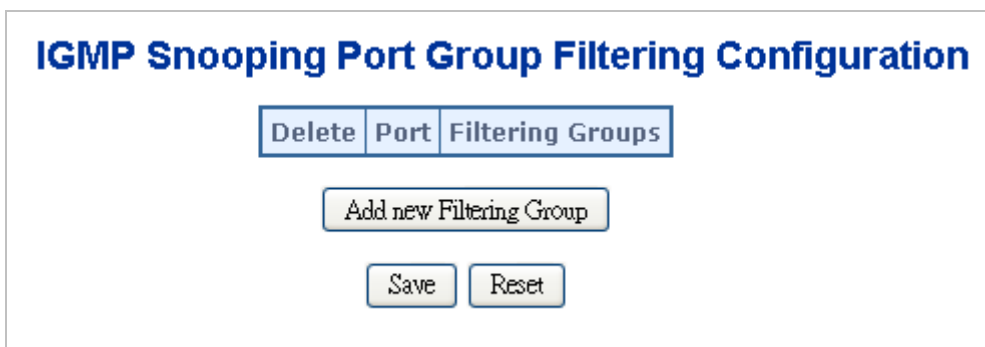 IGMP Snooping Port Group Filtering Configuration
Delete Port Filtering Groups
Add new Filtering Group
Save Reset